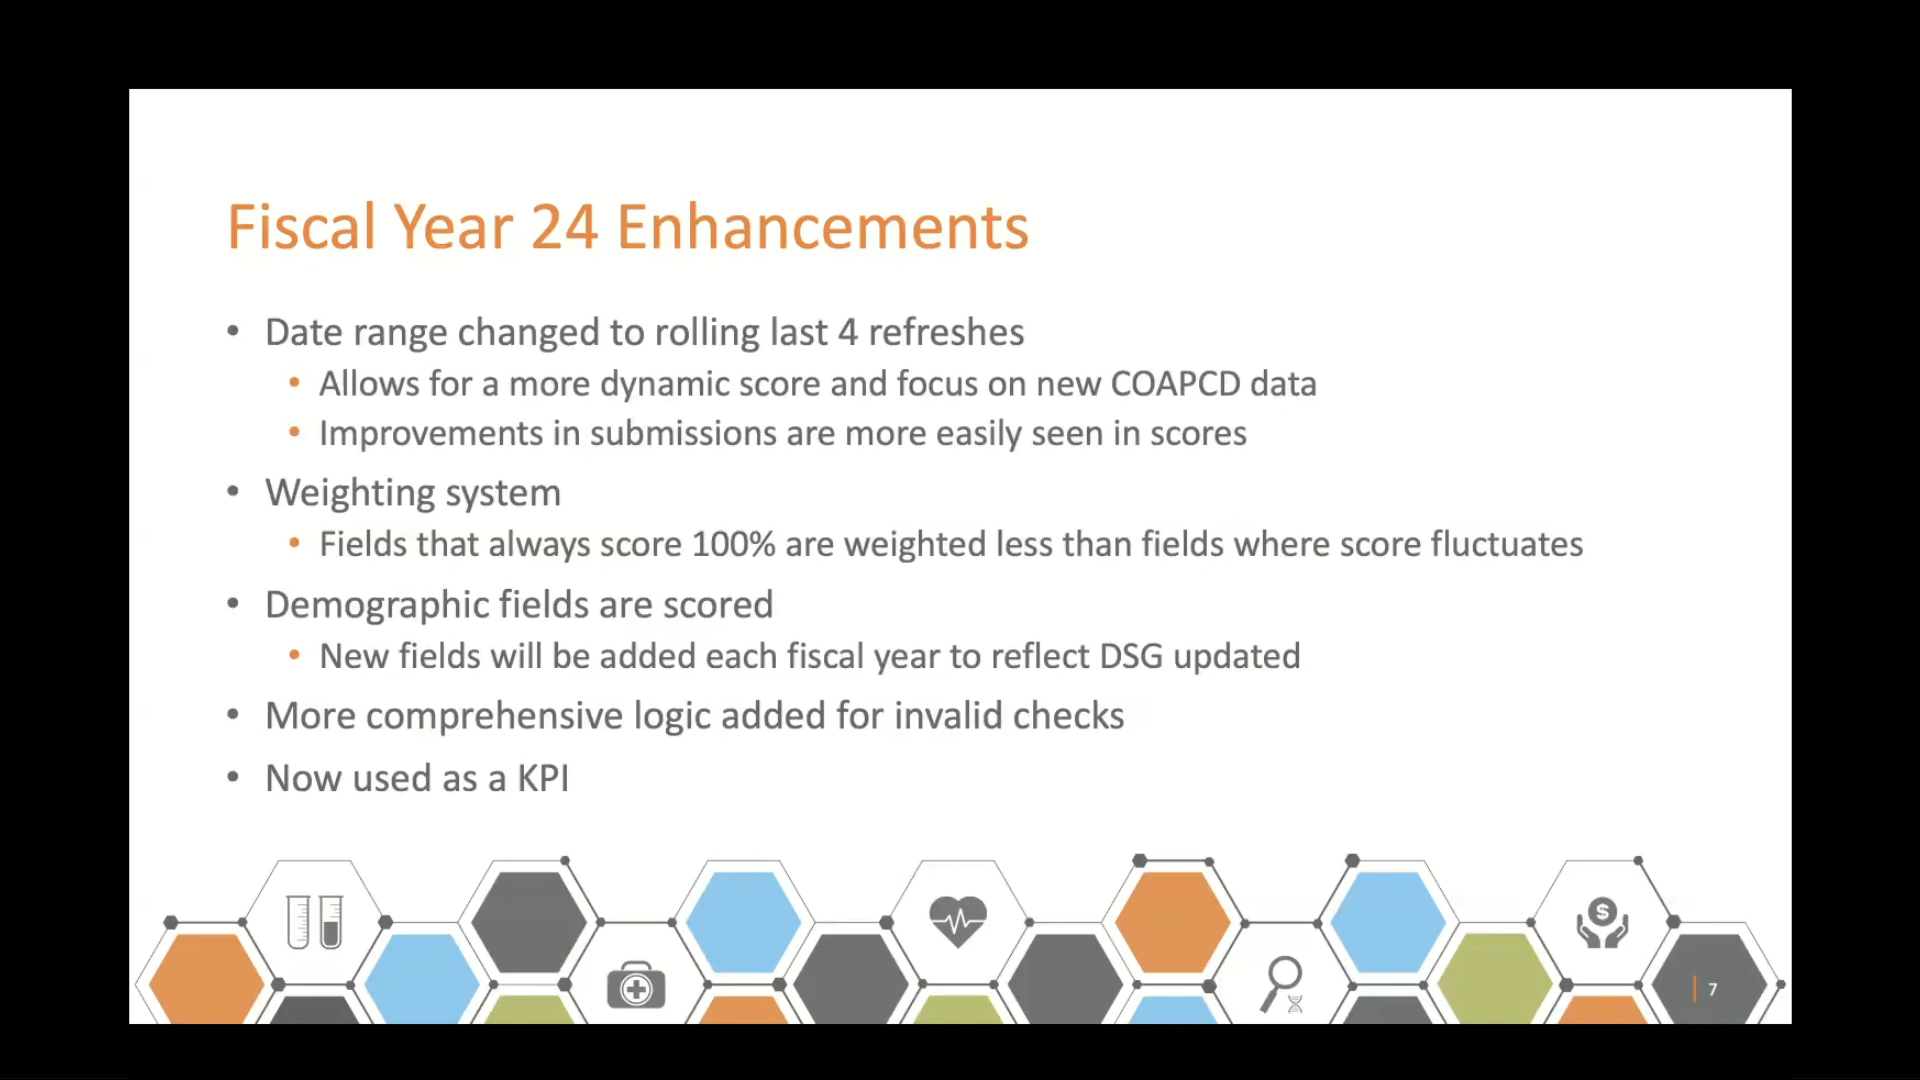 Fiscal Year 24 Enhancements
• Date range changed to rolling last 4 refreshes
• Allows for a more dynamic score and focus on new COAPCD data
• Improvements in submissions are more easily seen in scores
• Weighting system
• Fields that always score 100% are weighted less than fields where score fluctuates
• Demographic fields are scored
• New fields will be added each fiscal year to reflect DSG updated
• More comprehensive logic added for invalid checks
• Now used as a KPI
$
7